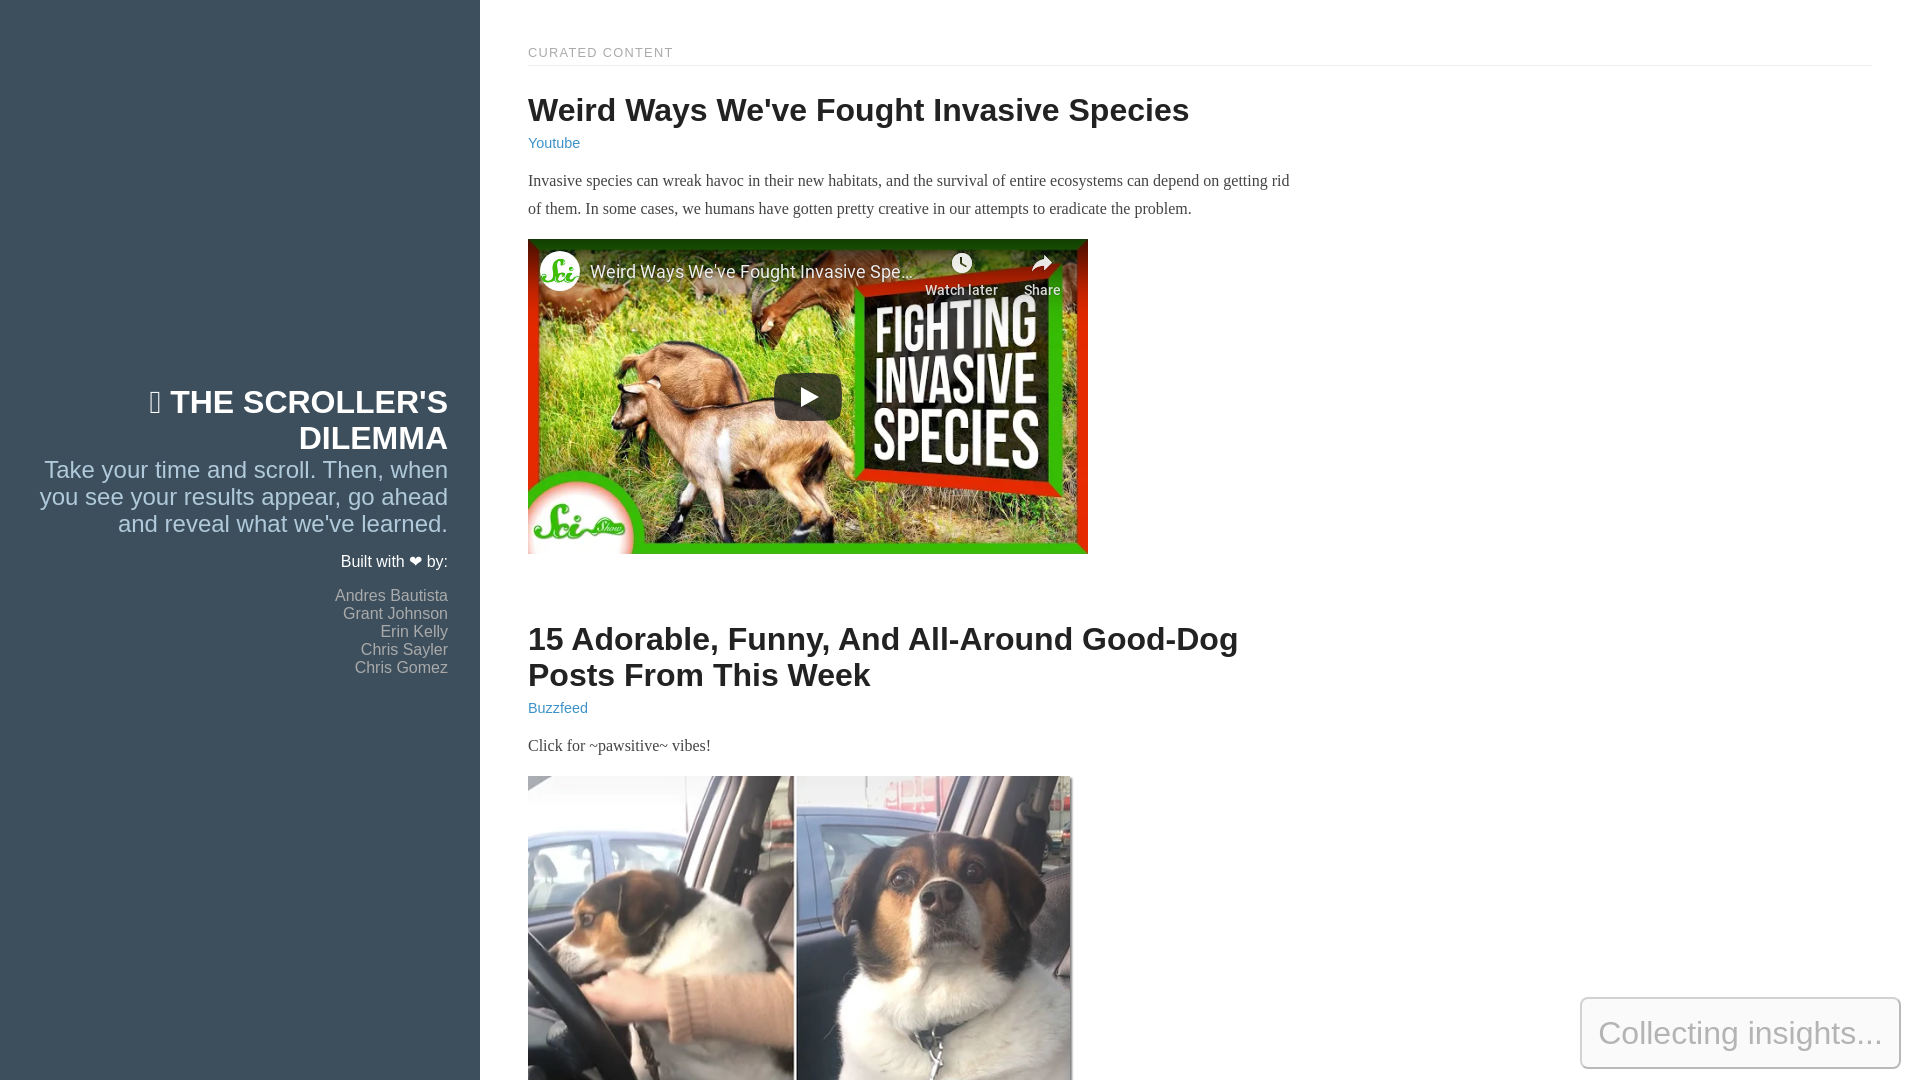 THE SCROLLER'S
DILEMMA
Take your time and scroll. Then, when
you see your results appear, go ahead
and reveal what we've learned.
Built with ❤ by:
Andres Bautista
Grant Johnson
Erin Kelly
Chris Sayler
Chris Gomez
CURATED CONTENT
Weird Ways We've Fought Invasive Species
Youtube
Invasive species can wreak havoc in their new habitats, and the survival of entire ecosystems can depend on getting rid
of them. In some cases, we humans have gotten pretty creative in our attempts to eradicate the problem.
Sci
Weird Ways We've Fought Invasive Spe...
Watch later
Share
FIGHTING
INVASIVE
SPECIES
Sci Show
15 Adorable, Funny, And All-Around Good-Dog
Posts From This Week
Buzzfeed
Click for ~pawsitive~ vibes!
Collecting insights...